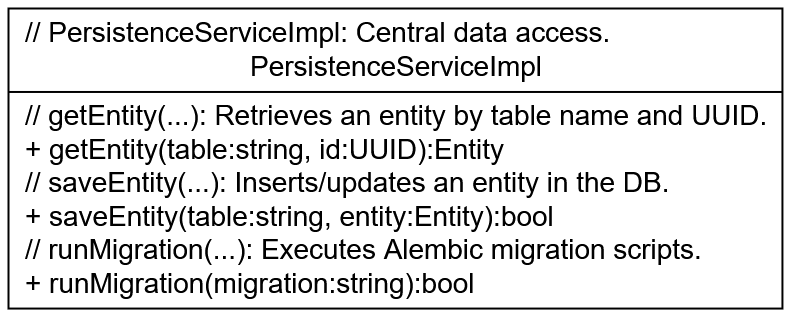 // PersistenceServiceImpl: Central data access.
PersistenceServiceImpl
// getEntity(...): Retrieves an entity by table name and UUID.
+ getEntity(table:string, id:UUID):Entity
// saveEntity(...): Inserts/updates an entity in the DB.
+ saveEntity(table:string, entity:Entity):bool
// runMigration(...): Executes Alembic migration scripts.
+ runMigration(migration:string):bool